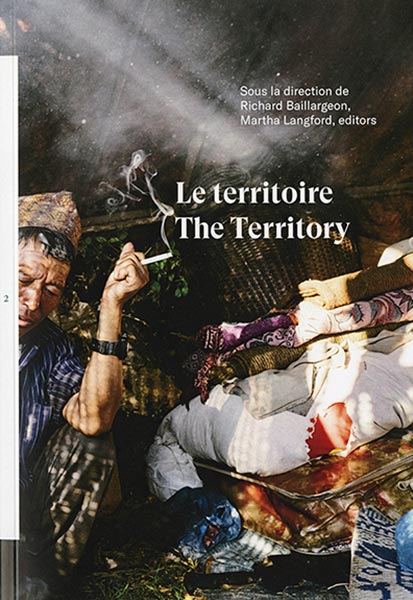 Sous la direction de
Richard Baillargeon,
Martha Langford, editors
Le territoire
The Territory
2